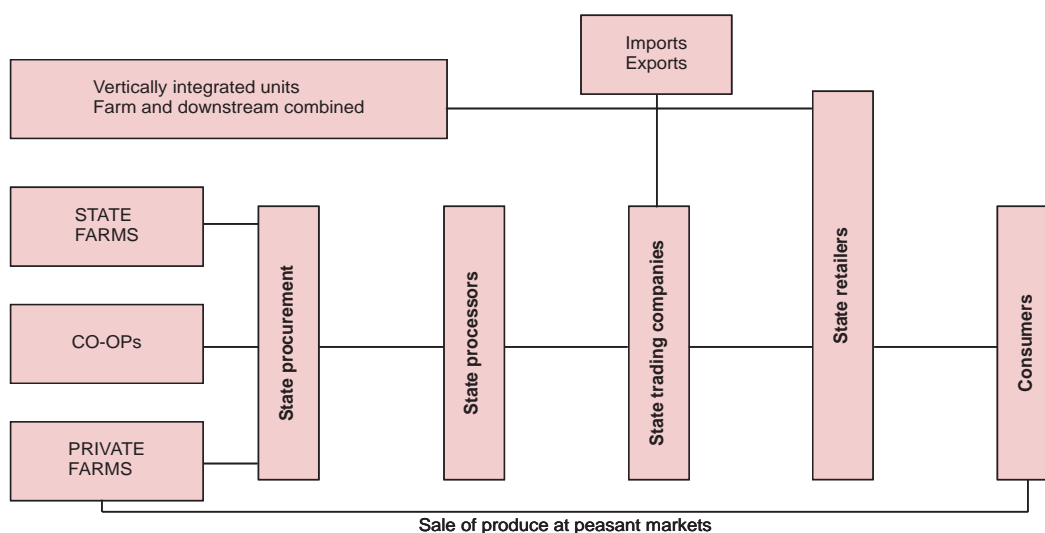 Imports
Exports
Vertically integrated units
Farm and downstream combined
STATE
FARMS
CO-OPs
PRIVATE
FARMS
State procurement
State processors
State trading companies
State retailers
Consumers
Sale of produce at peasant markets